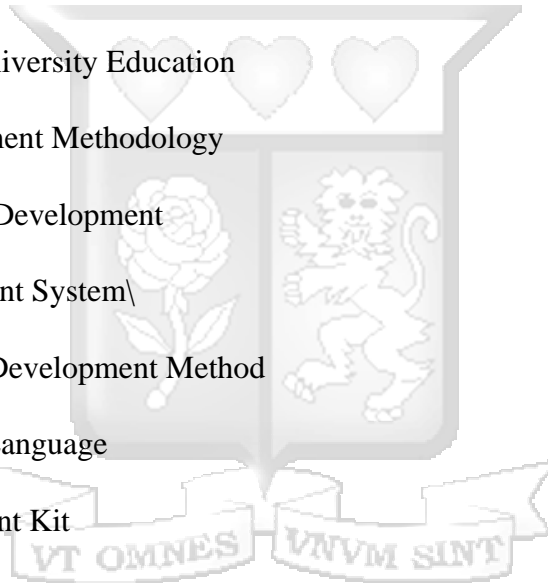 iversity Education
nent Methodology
Development
nt System\
Development Method
anguage
nt Kit
VT OMNES VNVM SINT